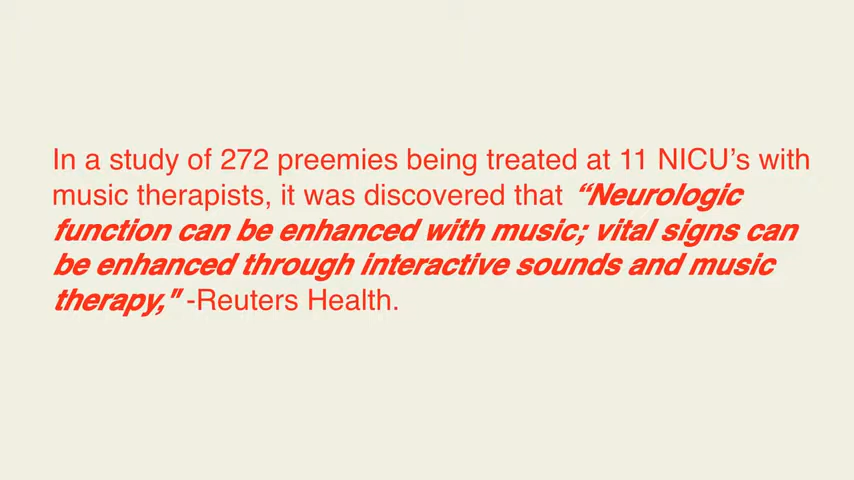 In a study of 272 preemies being treated at 11 NICU’s with
music therapists, it was discovered that “Neurologic
function can be enhanced with music; vital signs can
be enhanced through interactive sounds and music
therapy," -Reuters Health.